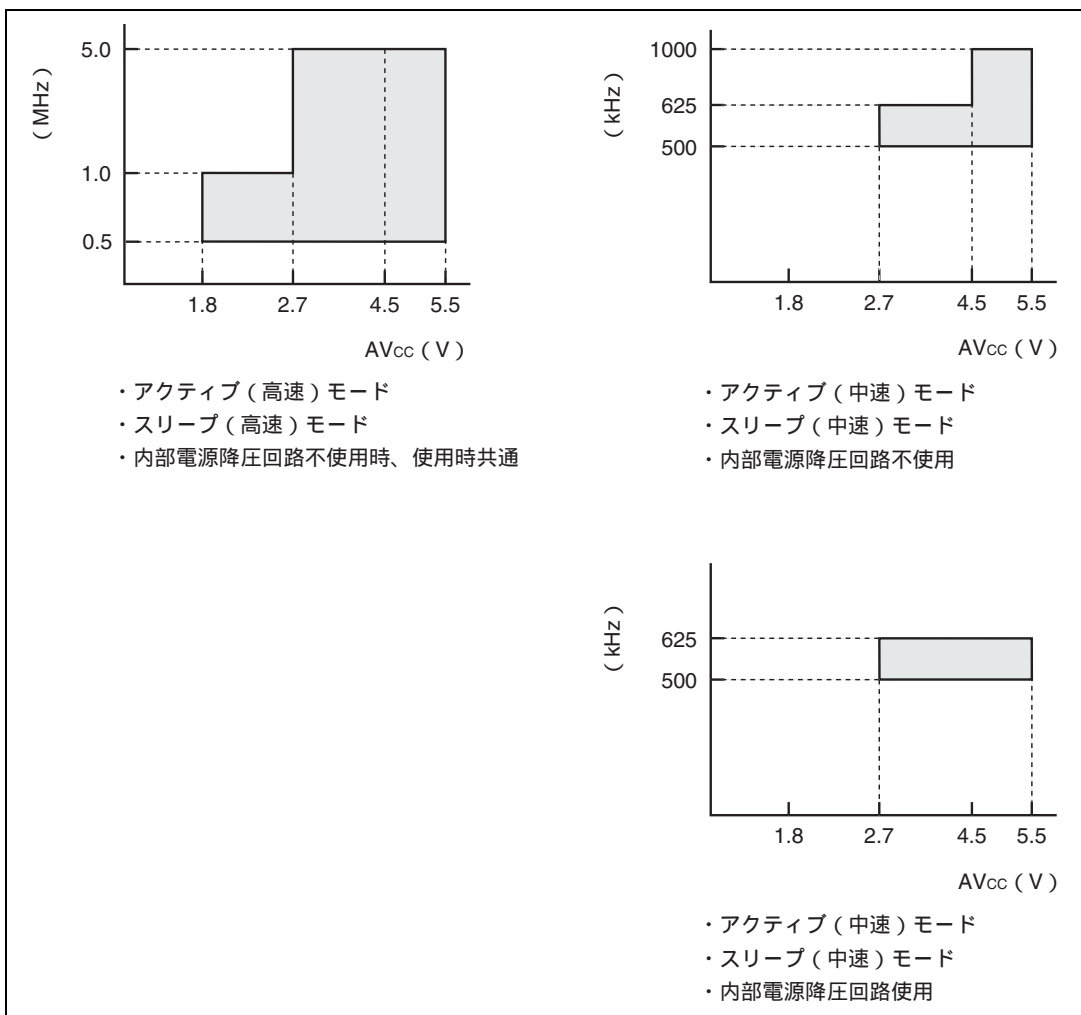 5.0
(MHz)
1.0
0.5
1.8 2.7 4.5 5.5
AVcc(V)
・アクティブ(高速)モード
・スリープ(高速)モード
・内部電源降圧回路不使用時、使用時共通
1000
(kHz)
625
500
1.8 2.7 4.5 5.5
AVcc(V)
・アクティブ(中速)モード
・スリープ(中速)モード
・内部電源降圧回路不使用
(kHz)
625
500
1.8 2.7 4.5 5.5
AVcc(V)
・アクティブ(中速)モード
・スリープ(中速)モード
・内部電源降圧回路使用